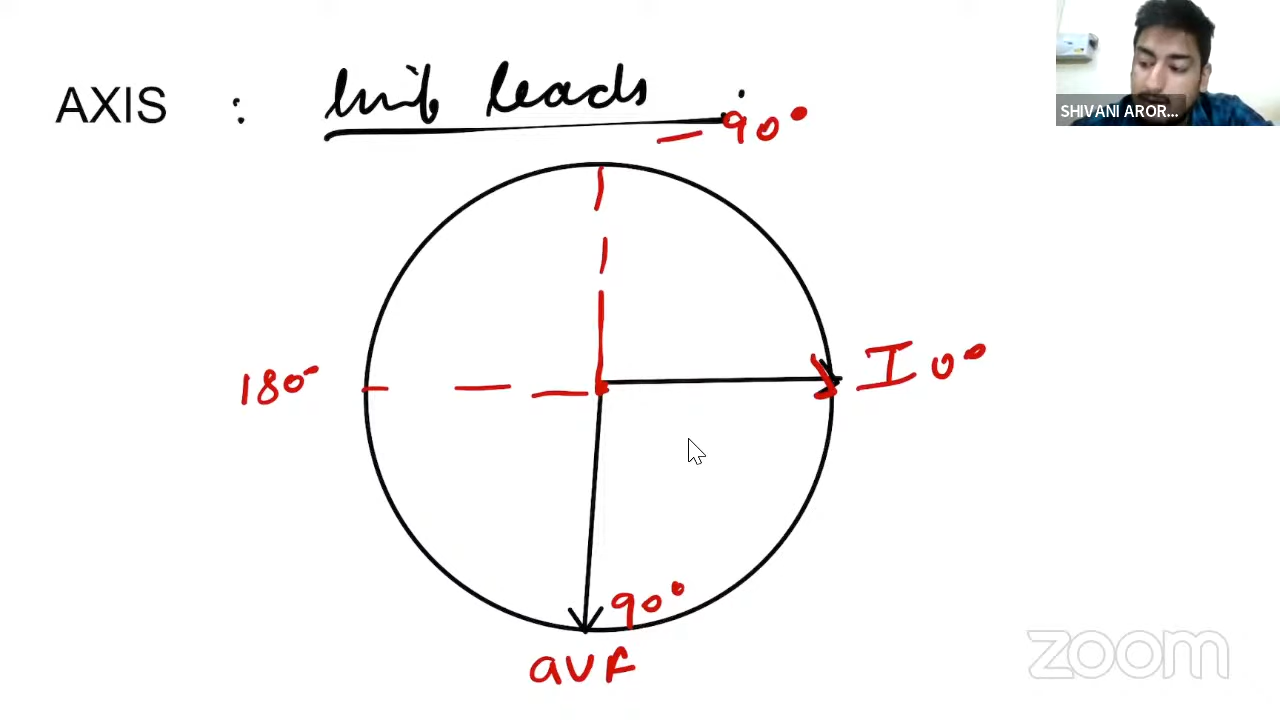 AXIS : limb leads .
SHIVANI AROR...
-90°
180°
I 0°
90°
aVF
zoom